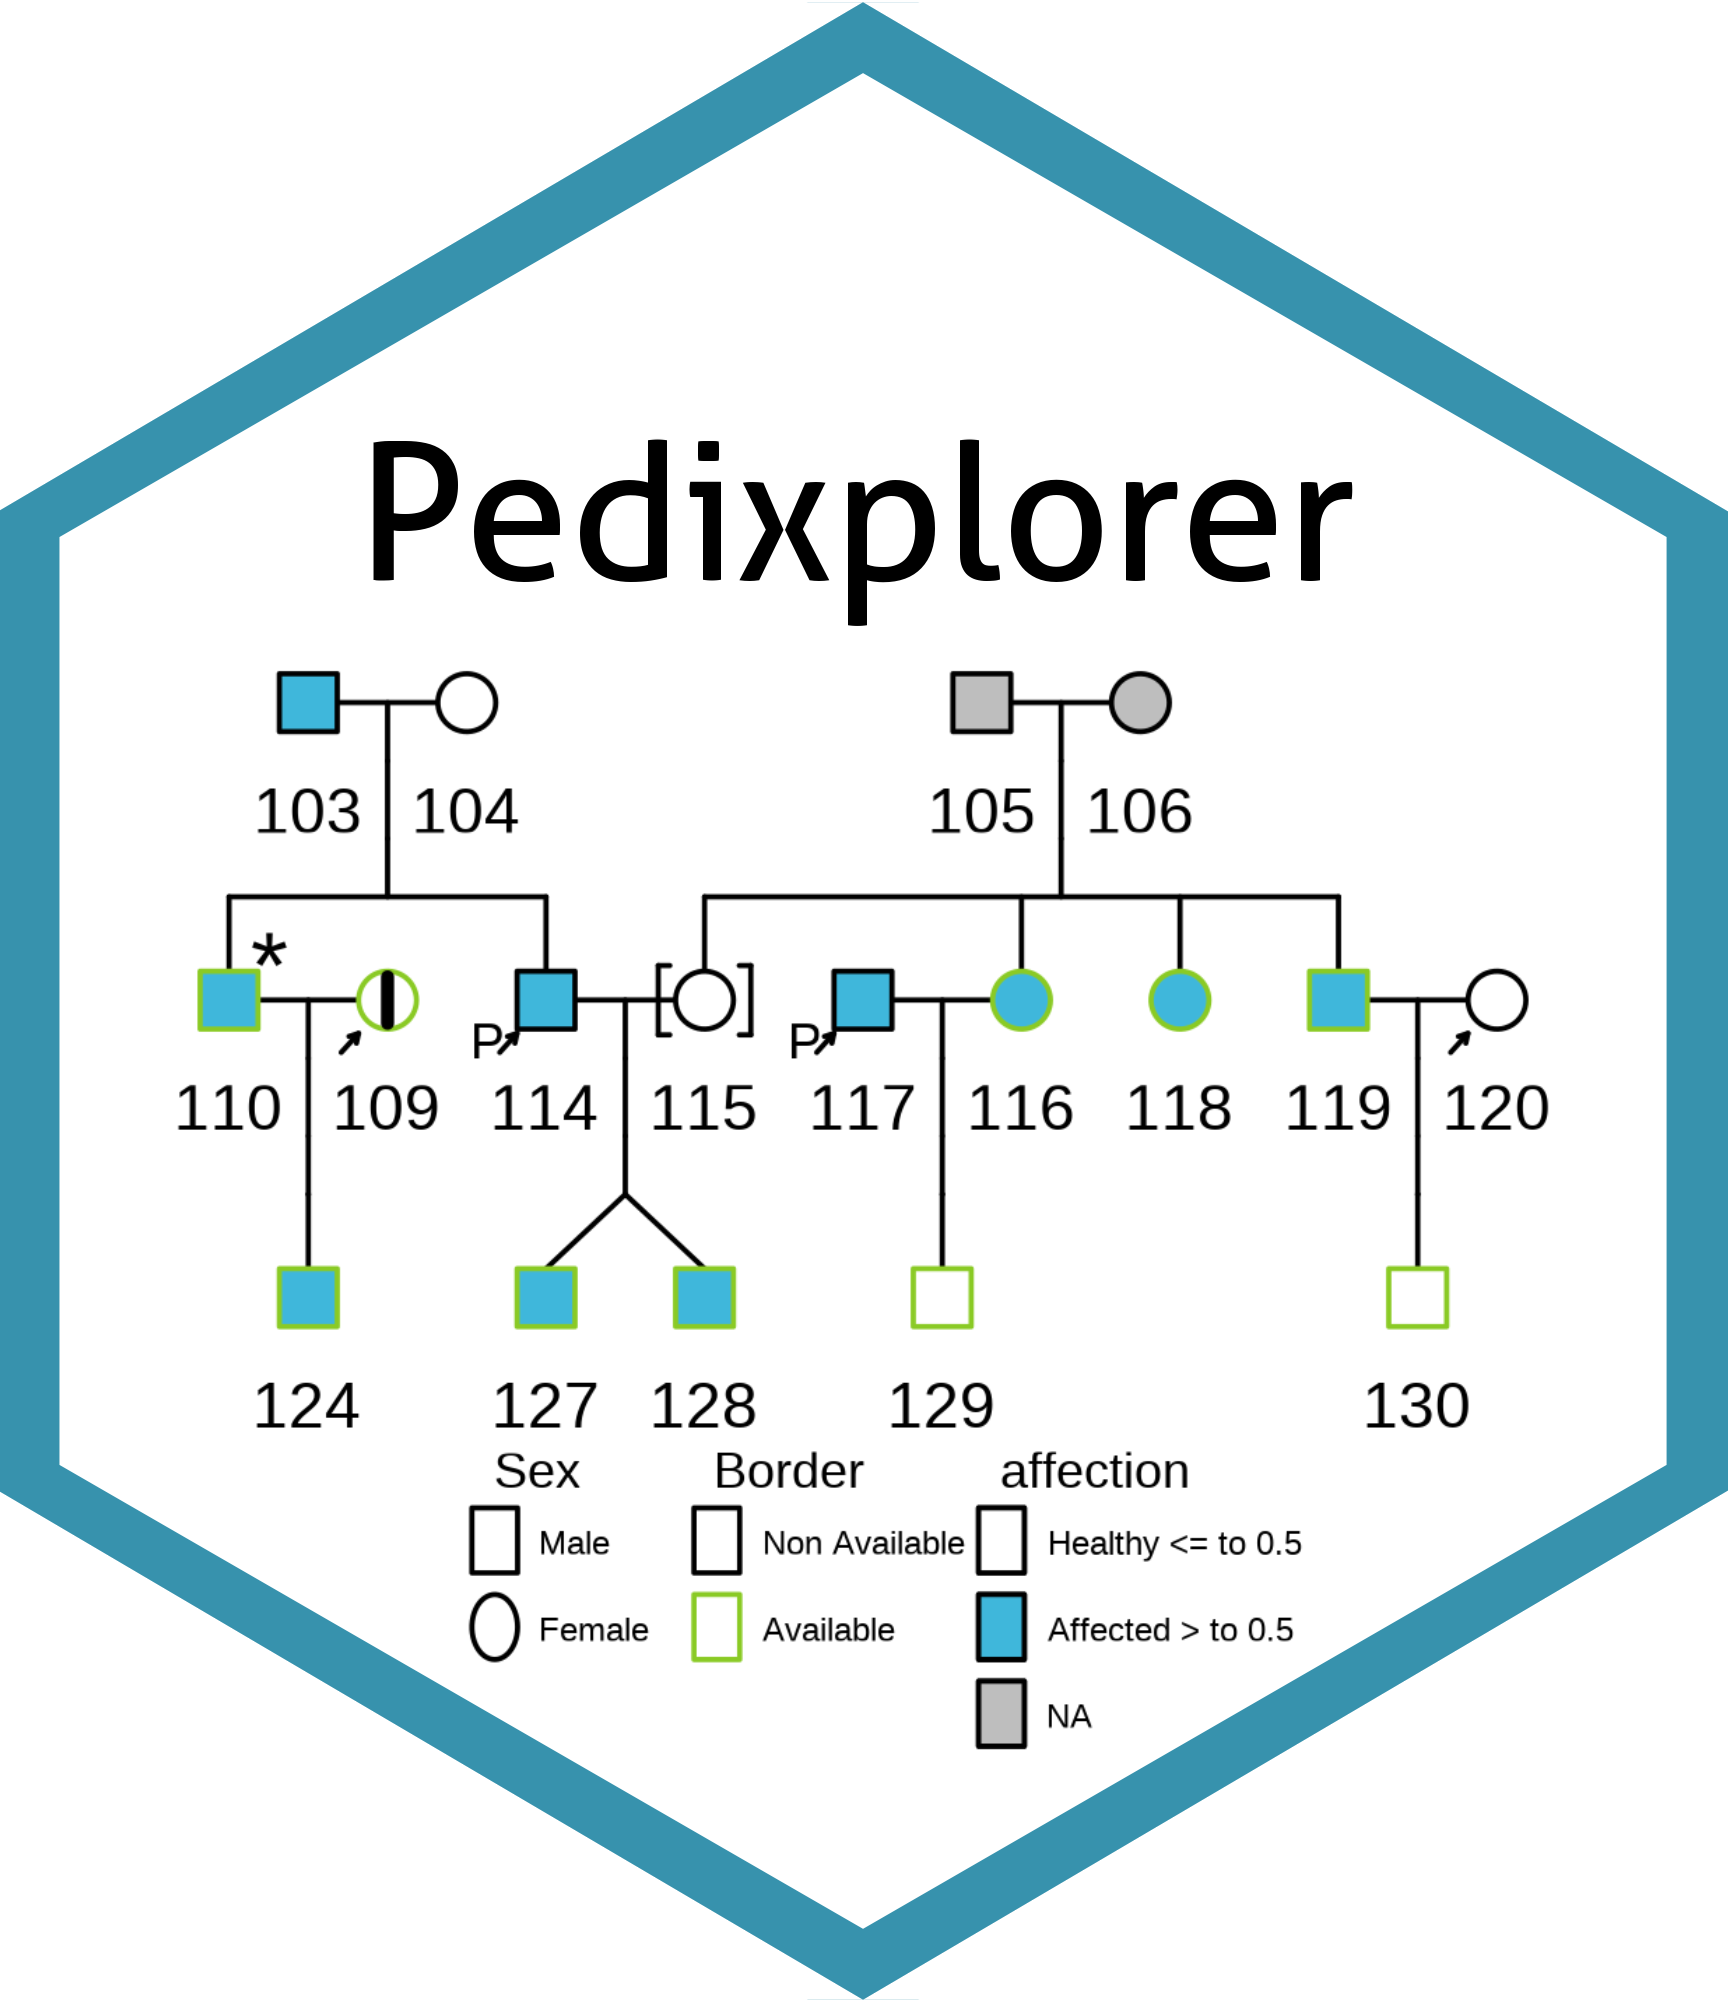 Pedixplorer
103 104 105 106
*
P P
110 109 114 115 117 116 118 119 120
124 127 128 129 130
Sex Border affection
Male Non Available Healthy <= to 0.5
Female Available Affected > to 0.5
NA